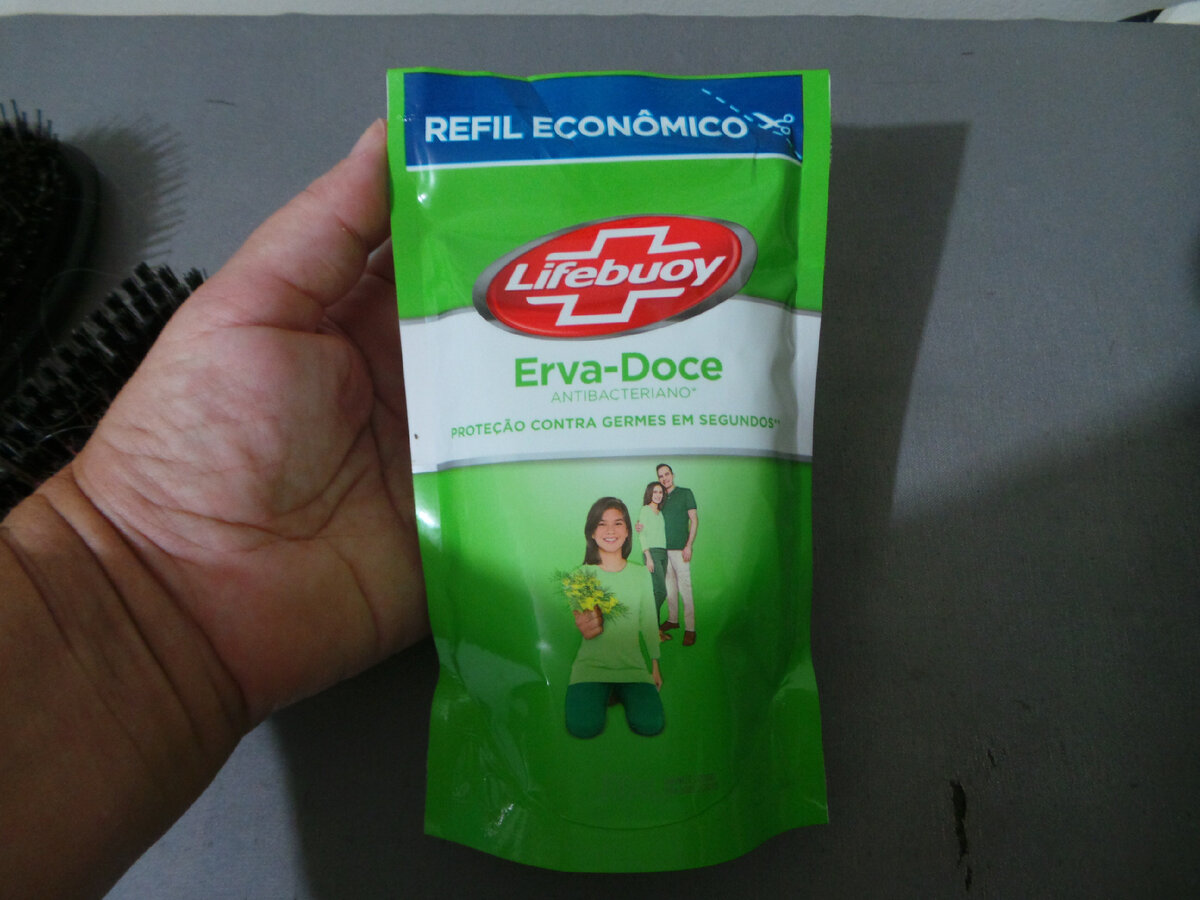 REFIL ECONÔMICO
Lifebuoy
Erva-Doce
ANTIBACTERIANO*
PROTEÇÃO CONTRA GERMES EM SEGUNDOS**